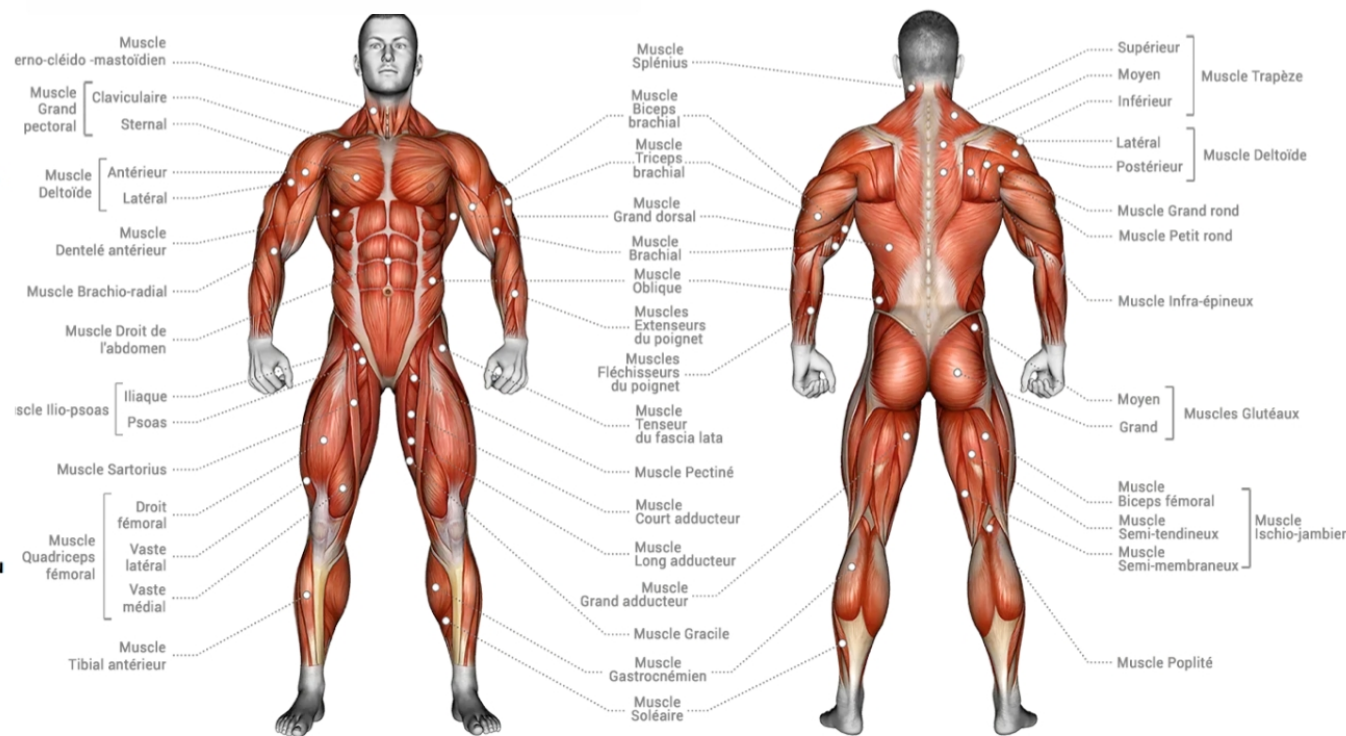 Muscle
erno-cléido -mastoïdien
Muscle
Grand
pectoral
Claviculaire
Sternal
Muscle
Deltoïde
Antérieur
Latéral
Muscle
Dentelé antérieur
Muscle Brachio-radial
Muscle Droit de
l'abdomen
scle Ilio-psoas
Iliaque
Psoas
Muscle Sartorius
Muscle
Quadriceps
fémoral
Droit
fémoral
Vaste
latéral
Vaste
médial
Muscle
Tibial antérieur
Muscle
Splénius
Muscle
Biceps
brachial
Muscle
Triceps
brachial
Muscle
Grand dorsal
Muscle
Brachial
Muscle
Oblique
Muscles
Extenseurs
du poignet
Muscles
Fléchisseurs
du poignet
Muscle
Tenseur
du fascia lata
Muscle Pectiné
Muscle
Court adducteur
Muscle
Long adducteur
Muscle
Grand adducteur
Muscle Gracile
Muscle
Gastrocnémien
Muscle
Soléaire
Supérieur
Moyen
Inférieur
Muscle Trapèze
Latéral
Postérieur
Muscle Deltoïde
Muscle Grand rond
Muscle Petit rond
Muscle Infra-épineux
Moyen
Grand
Muscles Glutéaux
Muscle
Biceps fémoral
Muscle
Semi-tendineux
Muscle
Semi-membraneux
Muscle
Ischio-jambier
Muscle Poplité